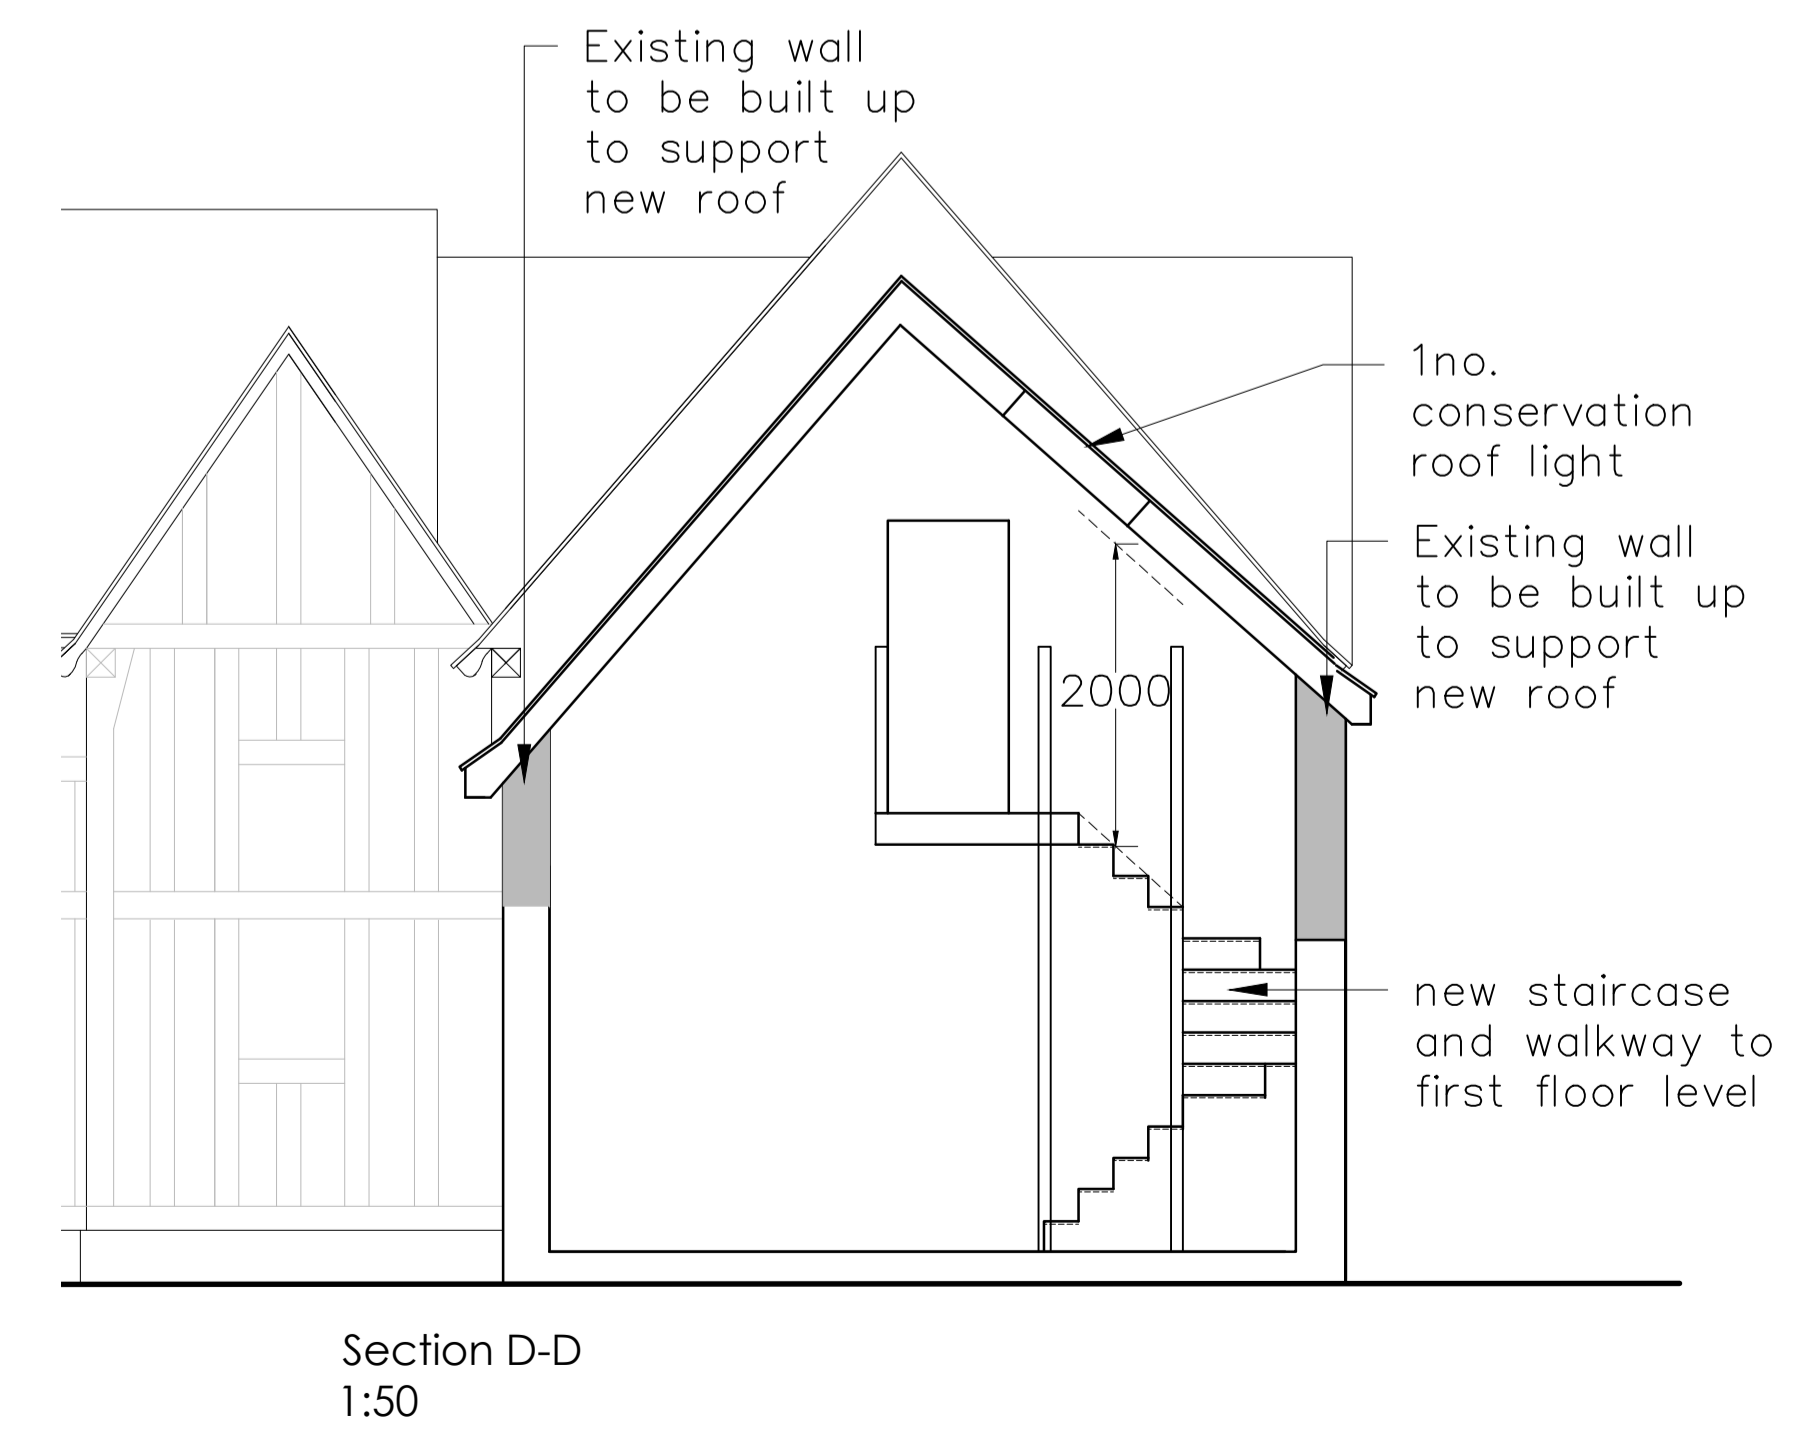 Existing wall
to be built up
to support
new roof
1no.
conservation
roof light
Existing wall
to be built up
to support
new roof
2000
new staircase
and walkway to
first floor level
Section D-D
1:50